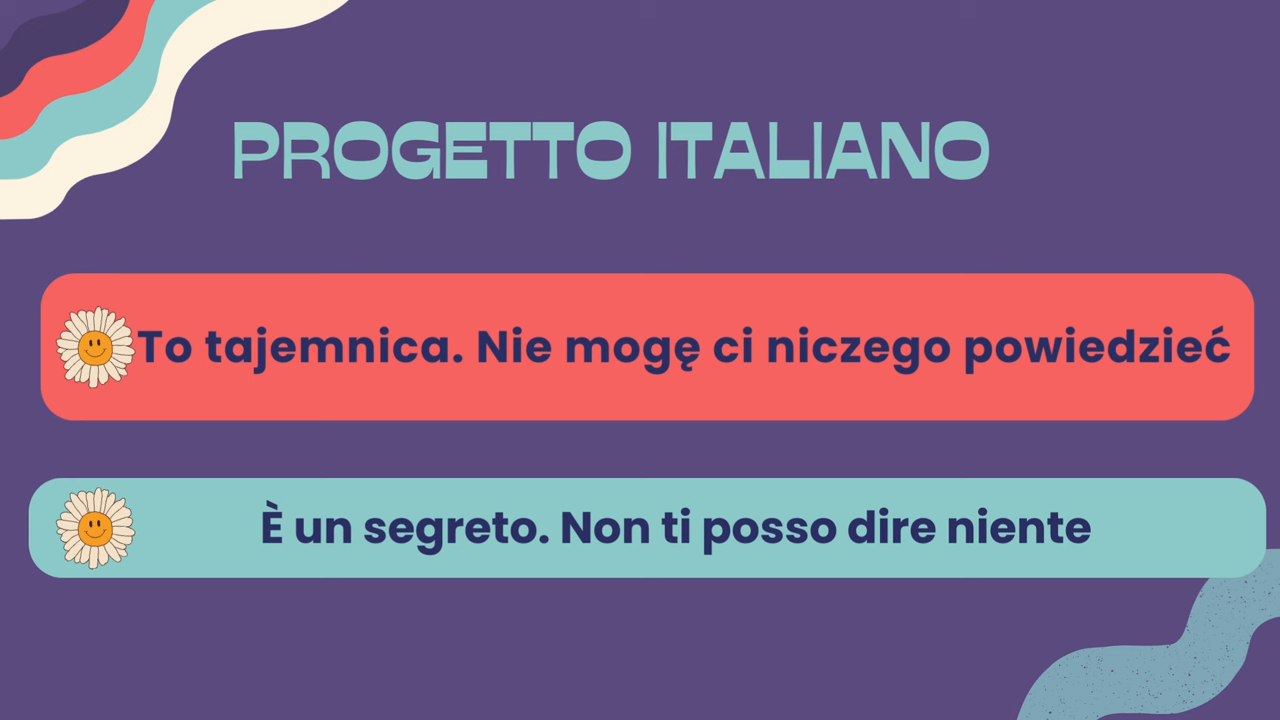 PROGETTO ITALIANO
To tajemnica. Nie mogę ci niczego powiedzieć
È un segreto. Non ti posso dire niente